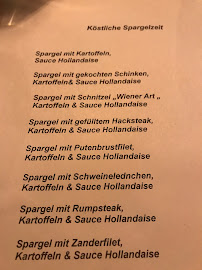 Köstliche Spargelzeit
Spargel mit Kartoffeln,
Sauce Hollandaise
Spargel mit gekochten Schinken,
Kartoffeln& Sauce Hollandaise
Spargel mit Schnitzel „Wiener Art „
Kartoffeln & Sauce Hollandaise
Spargel mit gefülltem Hacksteak,
Kartoffeln & Sauce Hollandaise
Spargel mit Putenbrustfilet,
Kartoffeln & Sauce Hollandaise
Spargel mit Schweinelednchen,
Kartoffeln & Sauce Hollandaise
Spargel mit Rumpsteak,
Kartoffeln & Sauce Hollandaise
Spargel mit Zanderfilet,
Kartoffeln & Sauce Hollandaise